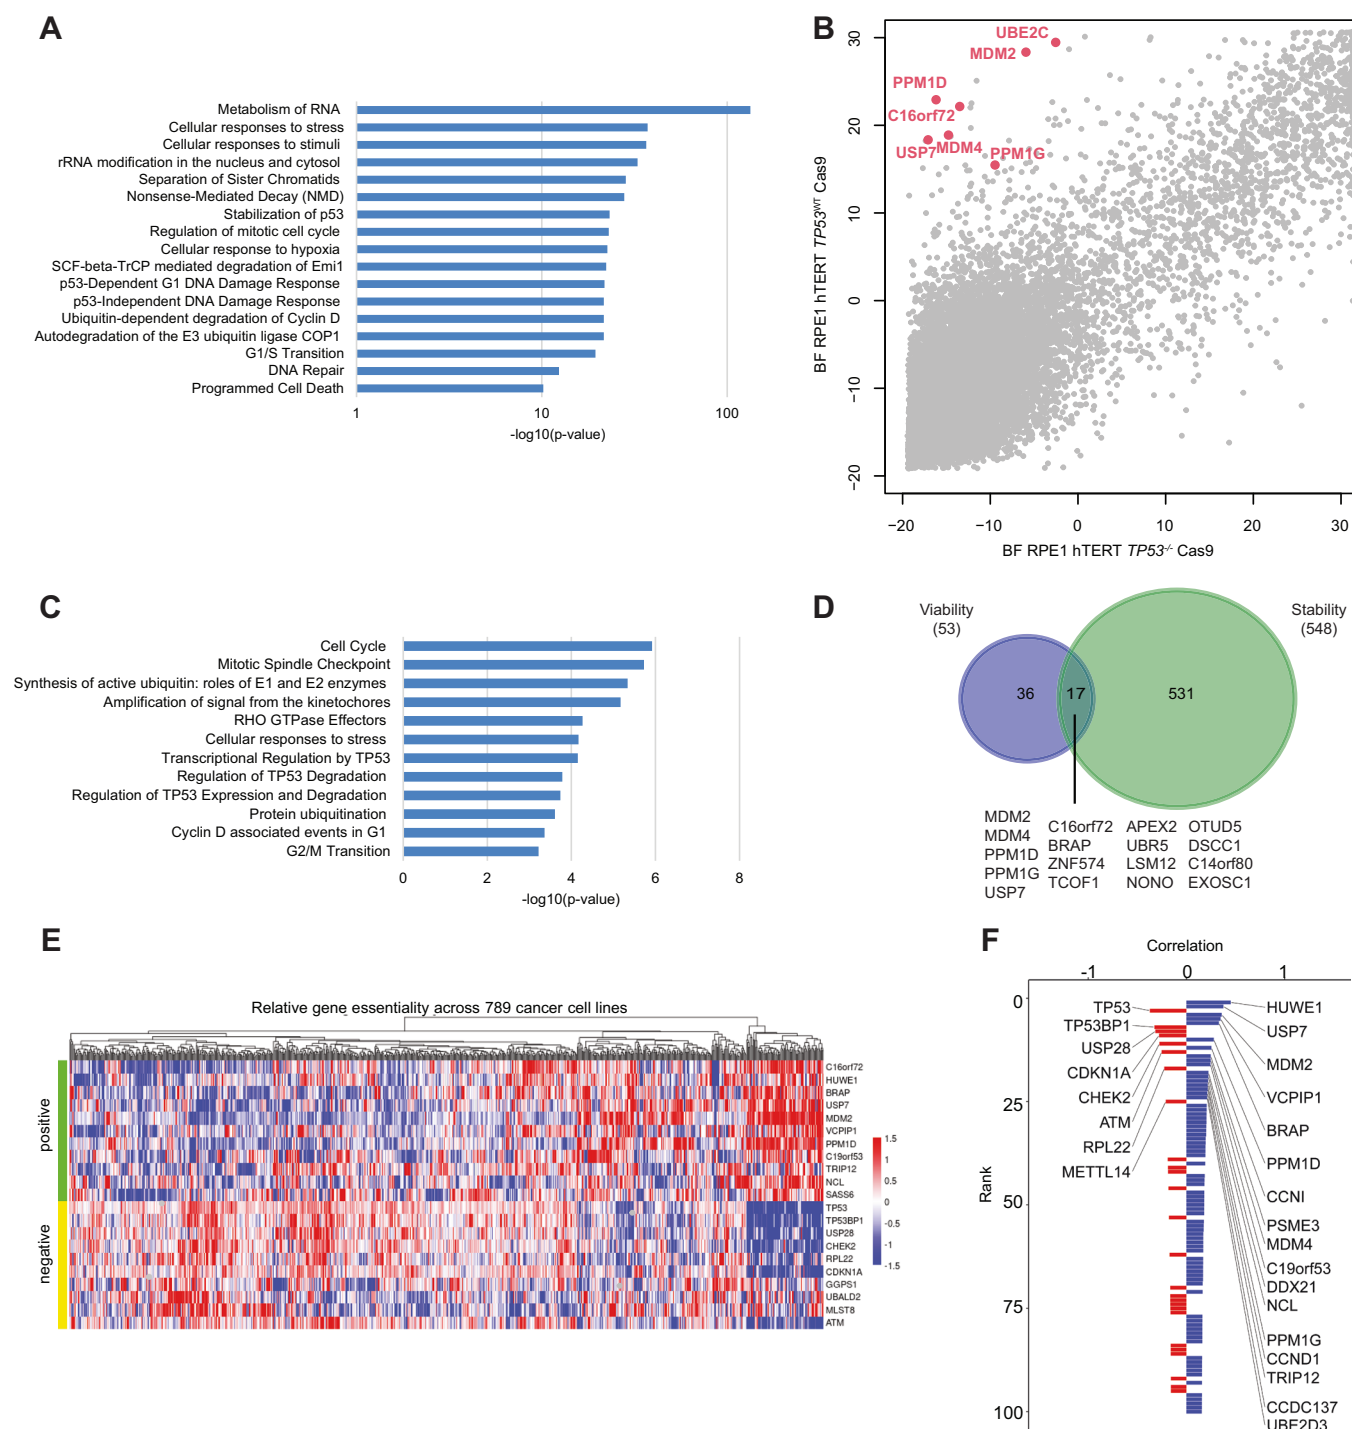 A
Metabolism of RNA
Cellular responses to stress
Cellular responses to stimuli
rRNA modification in the nucleus and cytosol
Separation of Sister Chromatids
Nonsense-Mediated Decay (NMD)
Stabilization of p53
Regulation of mitotic cell cycle
Cellular response to hypoxia
SCF-beta-TrCP mediated degradation of Emi1
p53-Dependent G1 DNA Damage Response
p53-Independent DNA Damage Response
Ubiquitin-dependent degradation of Cyclin D
Autodegradation of the E3 ubiquitin ligase COP1
G1/S Transition
DNA Repair
Programmed Cell Death
1 10 100
-log10(p-value)
B
UBE2C
MDM2
PPM1D
C16orf72
USP7
MDM4
PPM1G
BF RPE1 hTERT TP53WT Cas9
30
20
10
0
−10
−20
−20 −10 0 10 20 30
BF RPE1 hTERT TP53-/- Cas9
C
Cell Cycle
Mitotic Spindle Checkpoint
Synthesis of active ubiquitin: roles of E1 and E2 enzymes
Amplification of signal from the kinetochores
RHO GTPase Effectors
Cellular responses to stress
Transcriptional Regulation by TP53
Regulation of TP53 Degradation
Regulation of TP53 Expression and Degradation
Protein ubiquitination
Cyclin D associated events in G1
G2/M Transition
0 2 4 6 8
-log10(p-value)
D
Viability
(53)
Stability
(548)
36 17 531
MDM2
MDM4
PPM1D
PPM1G
USP7
C16orf72
BRAP
ZNF574
TCOF1
APEX2
UBR5
LSM12
NONO
OTUD5
DSCC1
C14orf80
EXOSC1
E
Relative gene essentiality across 789 cancer cell lines
positive
negative
C16orf72
HUWE1
BRAP
USP7
MDM2
VCPIP1
PPM1D
C19orf53
TRIP12
NCL
SASS6
TP53
TP53BP1
USP28
CHEK2
RPL22
CDKN1A
GGPS1
UBALD2
MLST8
ATM
1.5
1
0.5
0
-0.5
-1
-1.5
F
Correlation
-1 0 1
Rank
0
25
50
75
100
TP53
TP53BP1
USP28
CDKN1A
CHEK2
ATM
RPL22
METTL14
HUWE1
USP7
MDM2
VCPIP1
BRAP
PPM1D
CCNI
PSME3
MDM4
C19orf53
DDX21
NCL
PPM1G
CCND1
TRIP12
CCDC137
UBE2D3